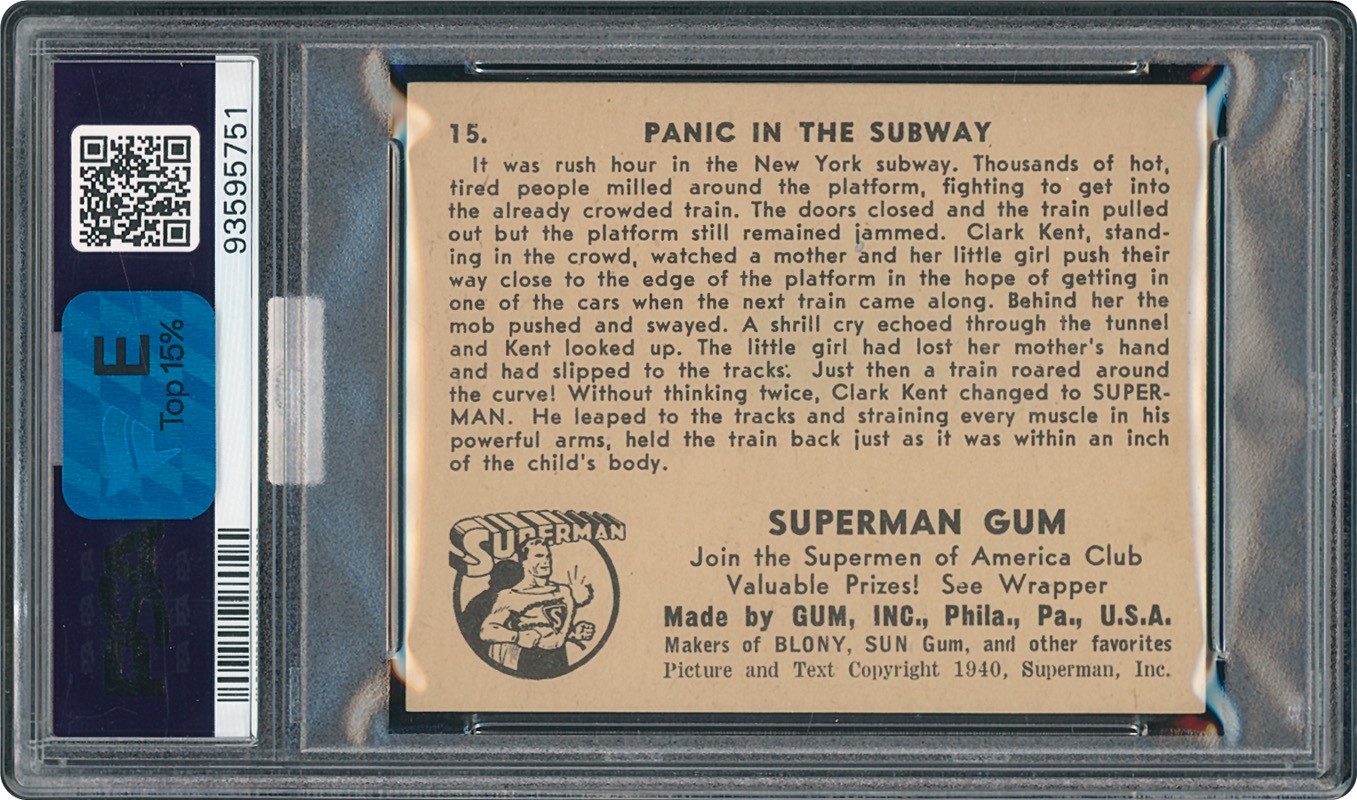 93595751
E
Top 15%
PSA
15. PANIC IN THE SUBWAY
It was rush hour in the New York subway. Thousands of hot,
tired people milled around the platform, fighting to get into
the already crowded train. The doors closed and the train pulled
out but the platform still remained jammed. Clark Kent, stand-
ing in the crowd, watched a mother and her little girl push their
way close to the edge of the platform in the hope of getting in
one of the cars when the next train came along. Behind her the
mob pushed and swayed. A shrill cry echoed through the tunnel
and Kent looked up. The little girl had lost her mother's hand
and had slipped to the tracks. Just then a train roared around
the curve! Without thinking twice, Clark Kent changed to SUPER-
MAN. He leaped to the tracks and straining every muscle in his
powerful arms, held the train back just as it was within an inch
of the child's body.
SUPERMAN
S
SUPERMAN GUM
Join the Supermen of America Club
Valuable Prizes! See Wrapper
Made by GUM, INC., Phila., Pa., U.S.A.
Makers of BLONY, SUN Gum, and other favorites
Picture and Text Copyright 1940, Superman, Inc.